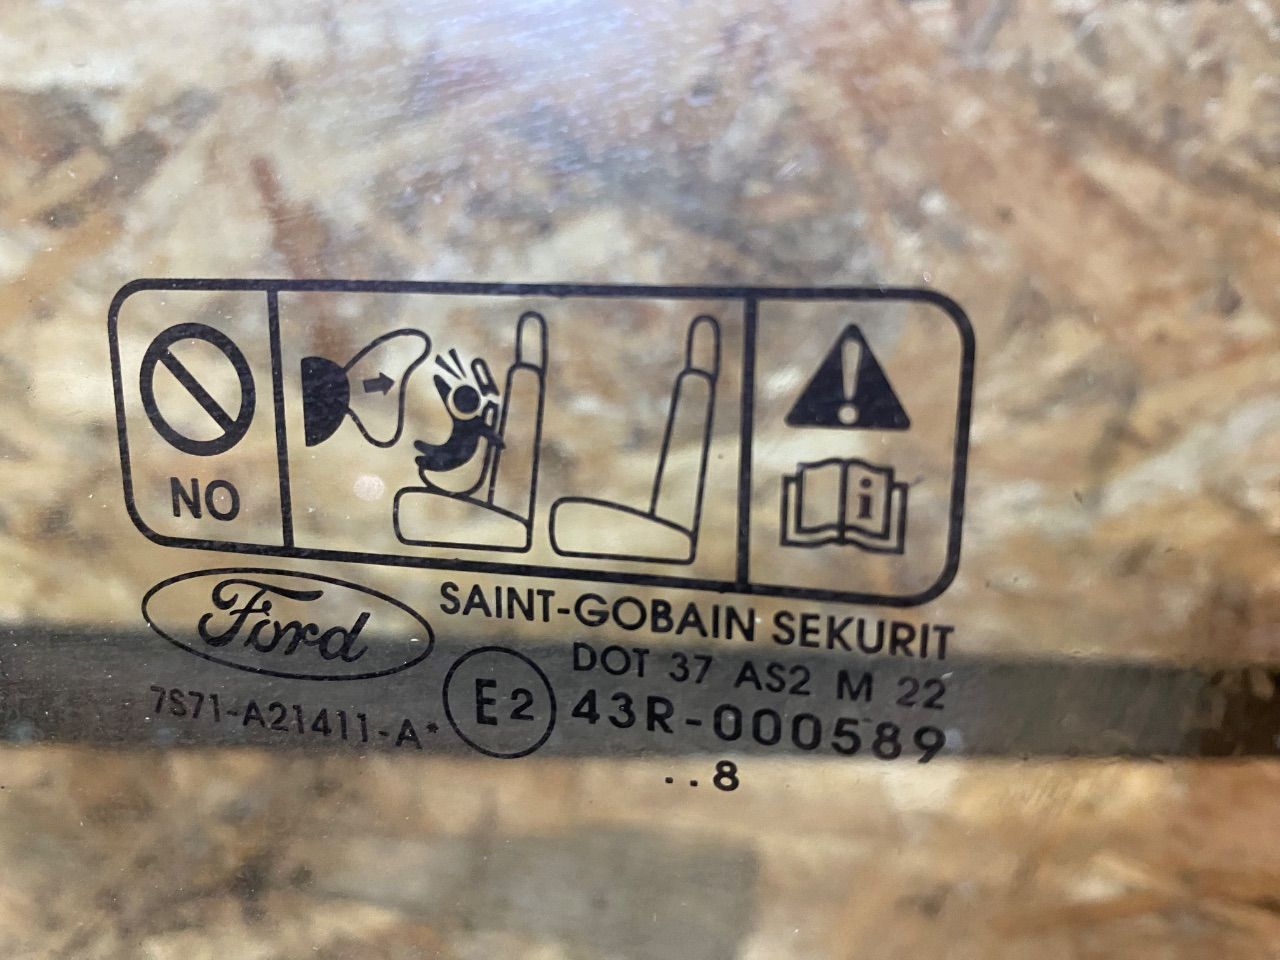 NO
i
Ford
SAINT-GOBAIN SEKURIT
DOT 37 AS2 M 22
7S71-A21411-A*
E2
43R-000589
..8